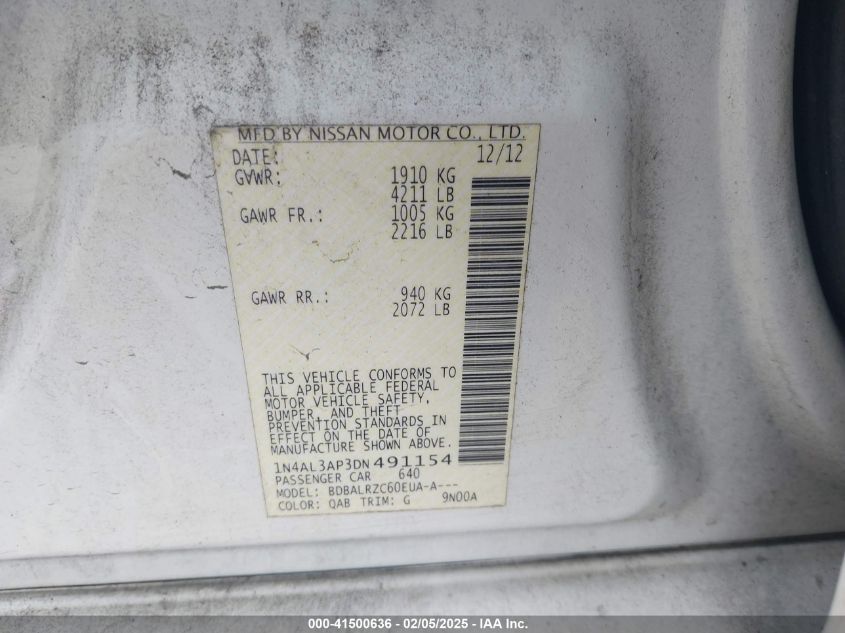 MFD BY NISSAN MOTOR CO., LTD.
DATE: 12/12
GVWR: 1910 KG
4211 LB
GAWR FR.: 1005 KG
2216 LB
GAWR RR.: 940 KG
2072 LB
THIS VEHICLE CONFORMS TO
ALL APPLICABLE FEDERAL
MOTOR VEHICLE SAFETY,
BUMPER, AND THEFT
PREVENTION STANDARDS IN
EFFECT ON THE DATE OF
MANUFACTURE SHOWN ABOVE.
1N4AL3AP3DN491154
PASSENGER CAR 640
MODEL: BDBALRZC60EUA-A---
COLOR: QAB TRIM: G 9N00A
000-41500636 - 02/05/2025 - IAA Inc.